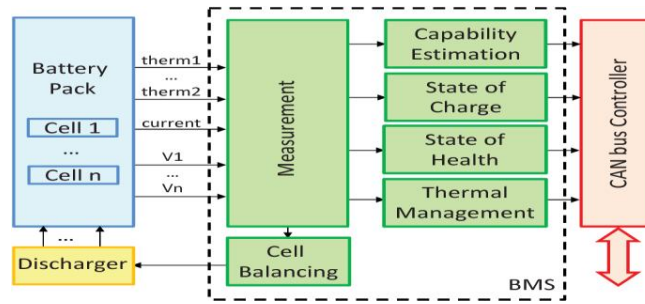 Battery
Pack
Cell 1
...
Cell n
therm1
...
therm2
current
V1
...
Vn
Measurement
Capability
Estimation
State of
Charge
State of
Health
Thermal
Management
CAN bus Controller
...
Discharger
Cell
Balancing
BMS